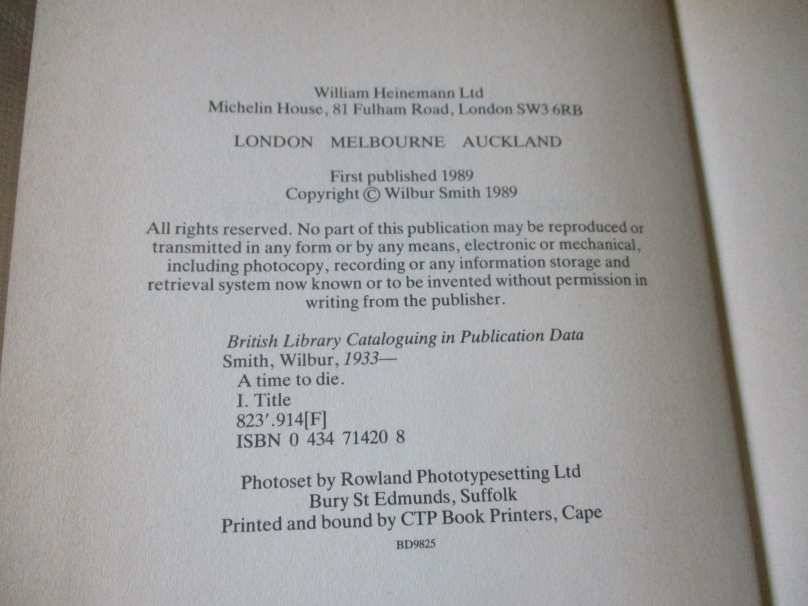 William Heinemann Ltd
Michelin House, 81 Fulham Road, London SW3 6RB
LONDON MELBOURNE AUCKLAND
First published 1989
Copyright © Wilbur Smith 1989
All rights reserved. No part of this publication may be reproduced or
transmitted in any form or by any means, electronic or mechanical,
including photocopy, recording or any information storage and
retrieval system now known or to be invented without permission in
writing from the publisher.
British Library Cataloguing in Publication Data
Smith, Wilbur, 1933—
A time to die.
I. Title
823′.914[F]
ISBN 0 434 71420 8
Photoset by Rowland Phototypesetting Ltd
Bury St Edmunds, Suffolk
Printed and bound by CTP Book Printers, Cape
BD9825